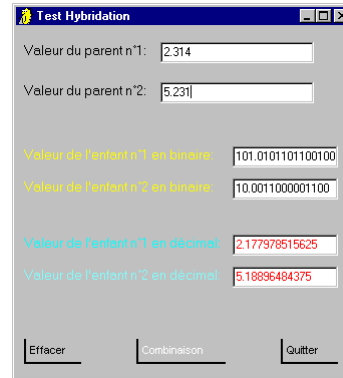 Test Hybridation
Valeur du parent n°1: 2.314
Valeur du parent n°2: 5.231
Valeur de l'enfant n°1 en binaire: 101.0101101100100
Valeur de l'enfant n°2 en binaire: 10.0011000001100
Valeur de l'enfant n°1 en décimal: 2.177978515625
Valeur de l'enfant n°2 en décimal: 5.18896484375
Effacer Combinaison Quitter